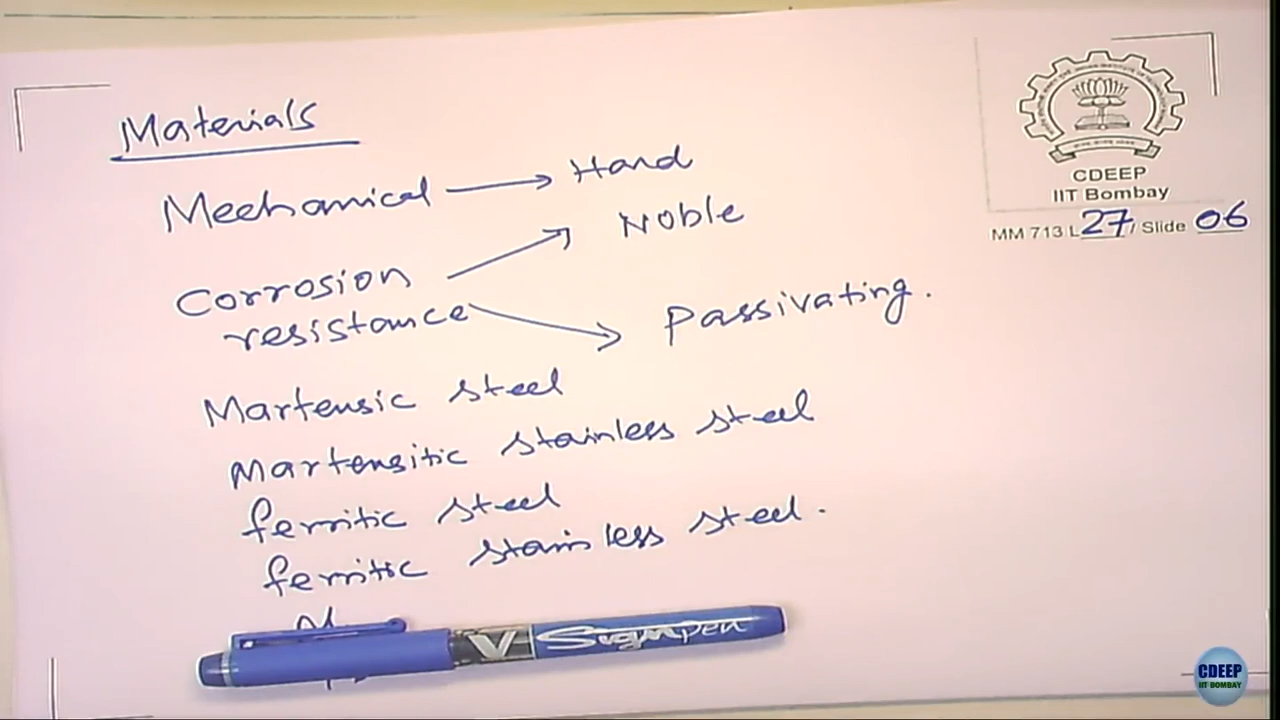 Materials
Mechanical → Hard
Noble
Corrosion
resistance
Passivating.
Martensic steel
Martensitic stainless steel
ferritic steel
ferritic stainless steel.
V Signpen
CDEEP
IIT Bombay
MM 713 L27/ Slide 06
CDEEP
IIT BOMBAY